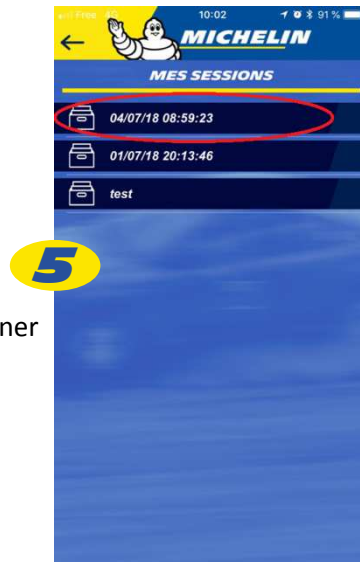 Free 4G 10:02 91 %
MICHELIN
MES SESSIONS
04/07/18 08:59:23
01/07/18 20:13:46
test
5
ner